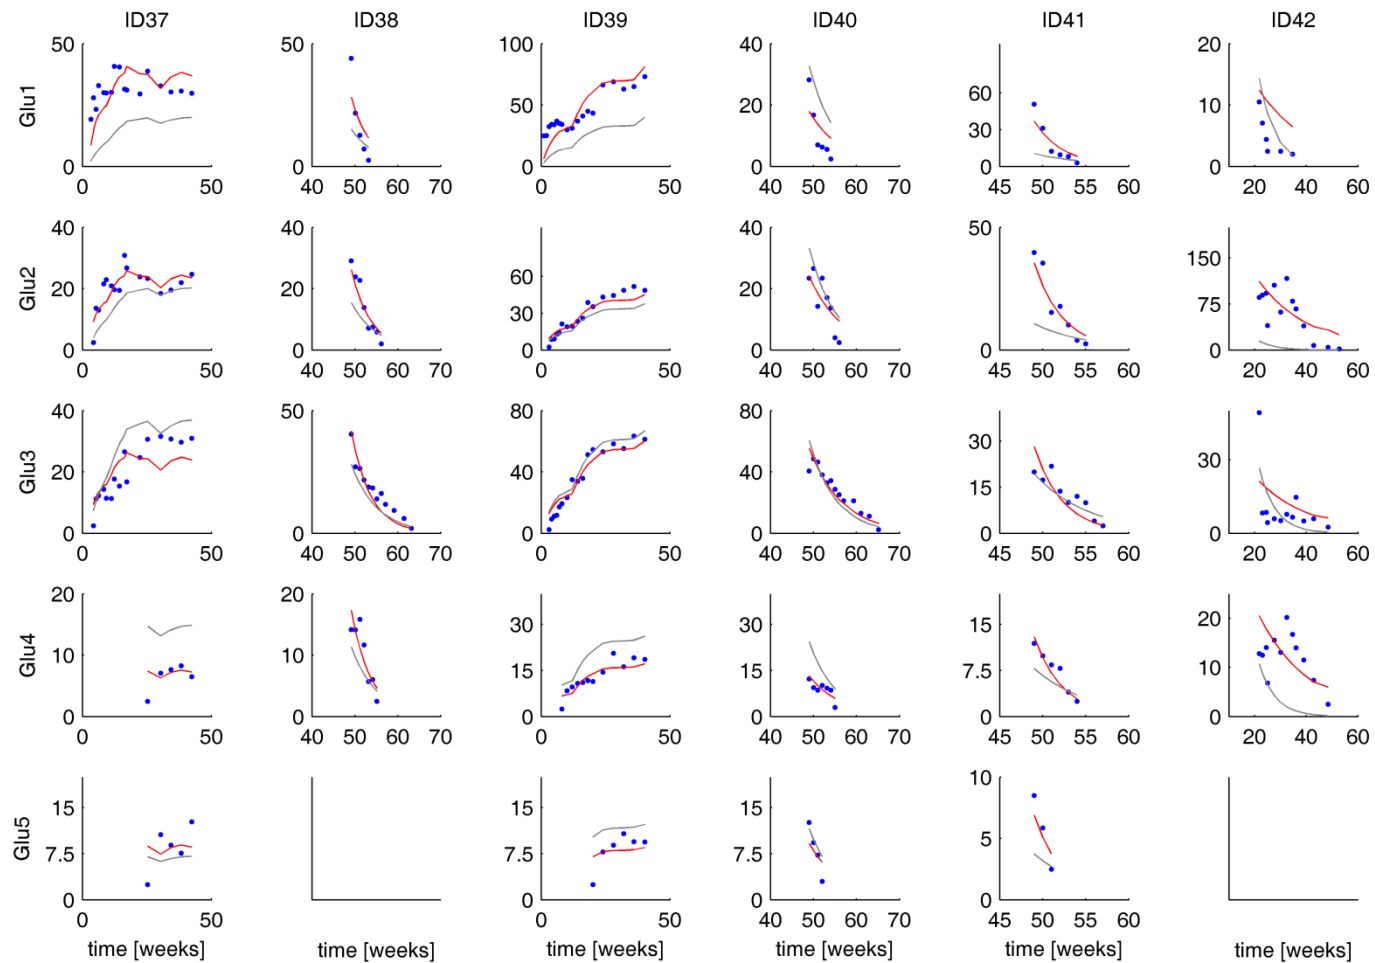 ID37 ID38 ID39 ID40 ID41 ID42
Glu1
50 50 100 40 60 20
50 30 20 30 10
0 0 0 0 0 0
0 50 40 50 60 70 0 50 40 50 60 70 45 50 55 60 20 40 60
Glu2
40 40 60 40 50 150
20 20 30 20 75
0 0 0 0 0 0
0 50 40 50 60 70 0 50 40 50 60 70 45 50 55 60 20 40 60
Glu3
40 50 80 100 30 30
20 40 50 15
0 0 0 0 0 0
0 50 40 50 60 70 0 50 40 50 60 70 45 50 55 60 20 40 60
Glu4
10 20 30 40 15 20
5 10 15 20 7.5 10
0 0 0 0 0 0
0 50 40 50 60 70 0 50 40 50 60 70 45 50 55 60 20 40 60
Glu5
15 15 15 10
7.5 7.5 7.5 5
0 0 0 0
0 50 0 50 40 50 60 70 45 50 55 60
time [weeks] time [weeks] time [weeks] time [weeks] time [weeks] time [weeks]